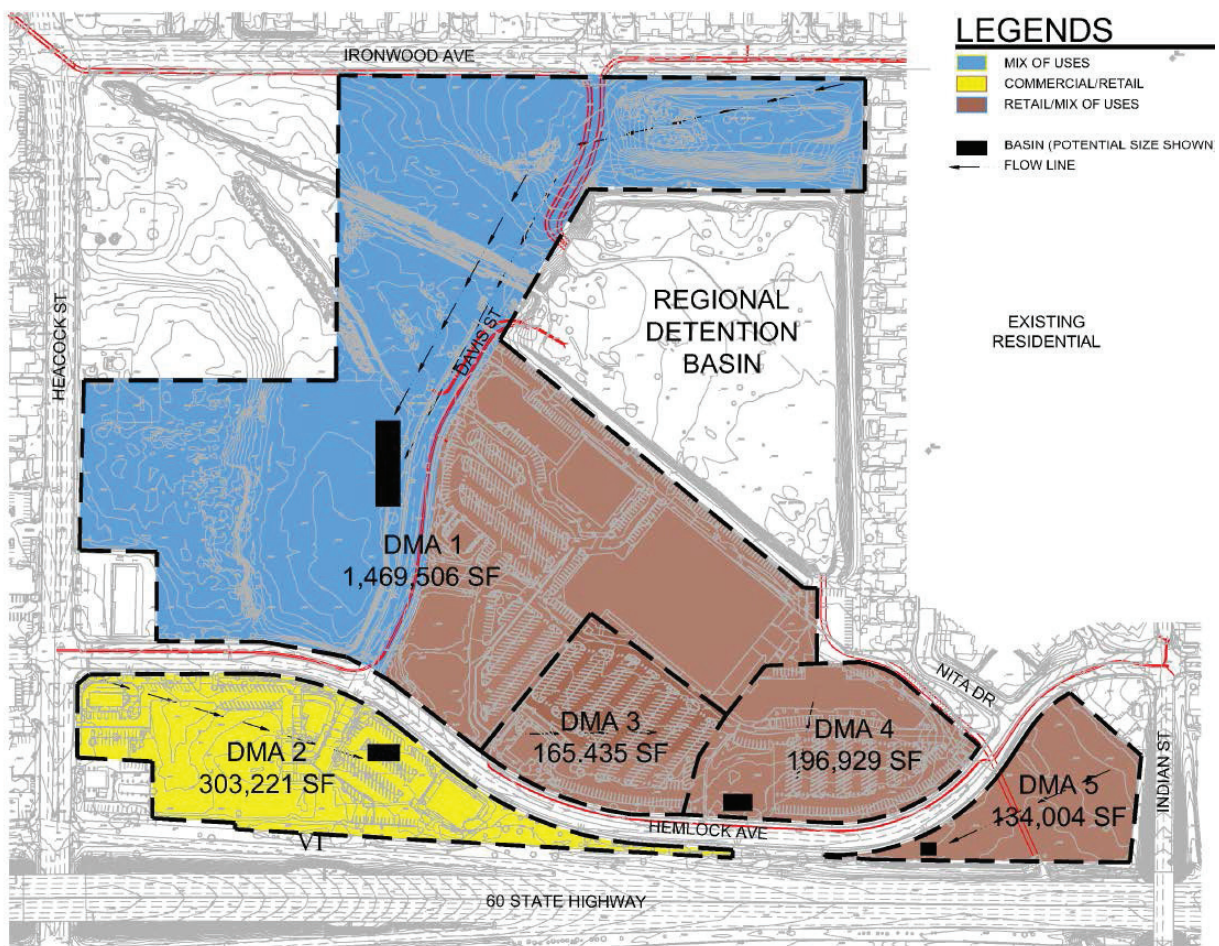 LEGENDS
MIX OF USES
COMMERCIAL/RETAIL
RETAIL/MIX OF USES
BASIN (POTENTIAL SIZE SHOWN)
FLOW LINE
IRONWOOD AVE
HEACOCK ST
DAVIS ST
REGIONAL
DETENTION
BASIN
EXISTING
RESIDENTIAL
DMA 1
1,469,506 SF
NITA DR
DMA 2
303,221 SF
DMA 3
165.435 SF
DMA 4
196,929 SF
DMA 5
134,004 SF
INDIAN ST
HEMLOCK AVE
VI
60 STATE HIGHWAY